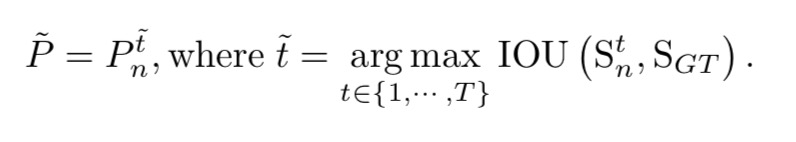 P̃ = P_n^{t̃}, where t̃ = arg max_{t∈{1,⋯,T}} IOU (S_n^t, S_{GT}).